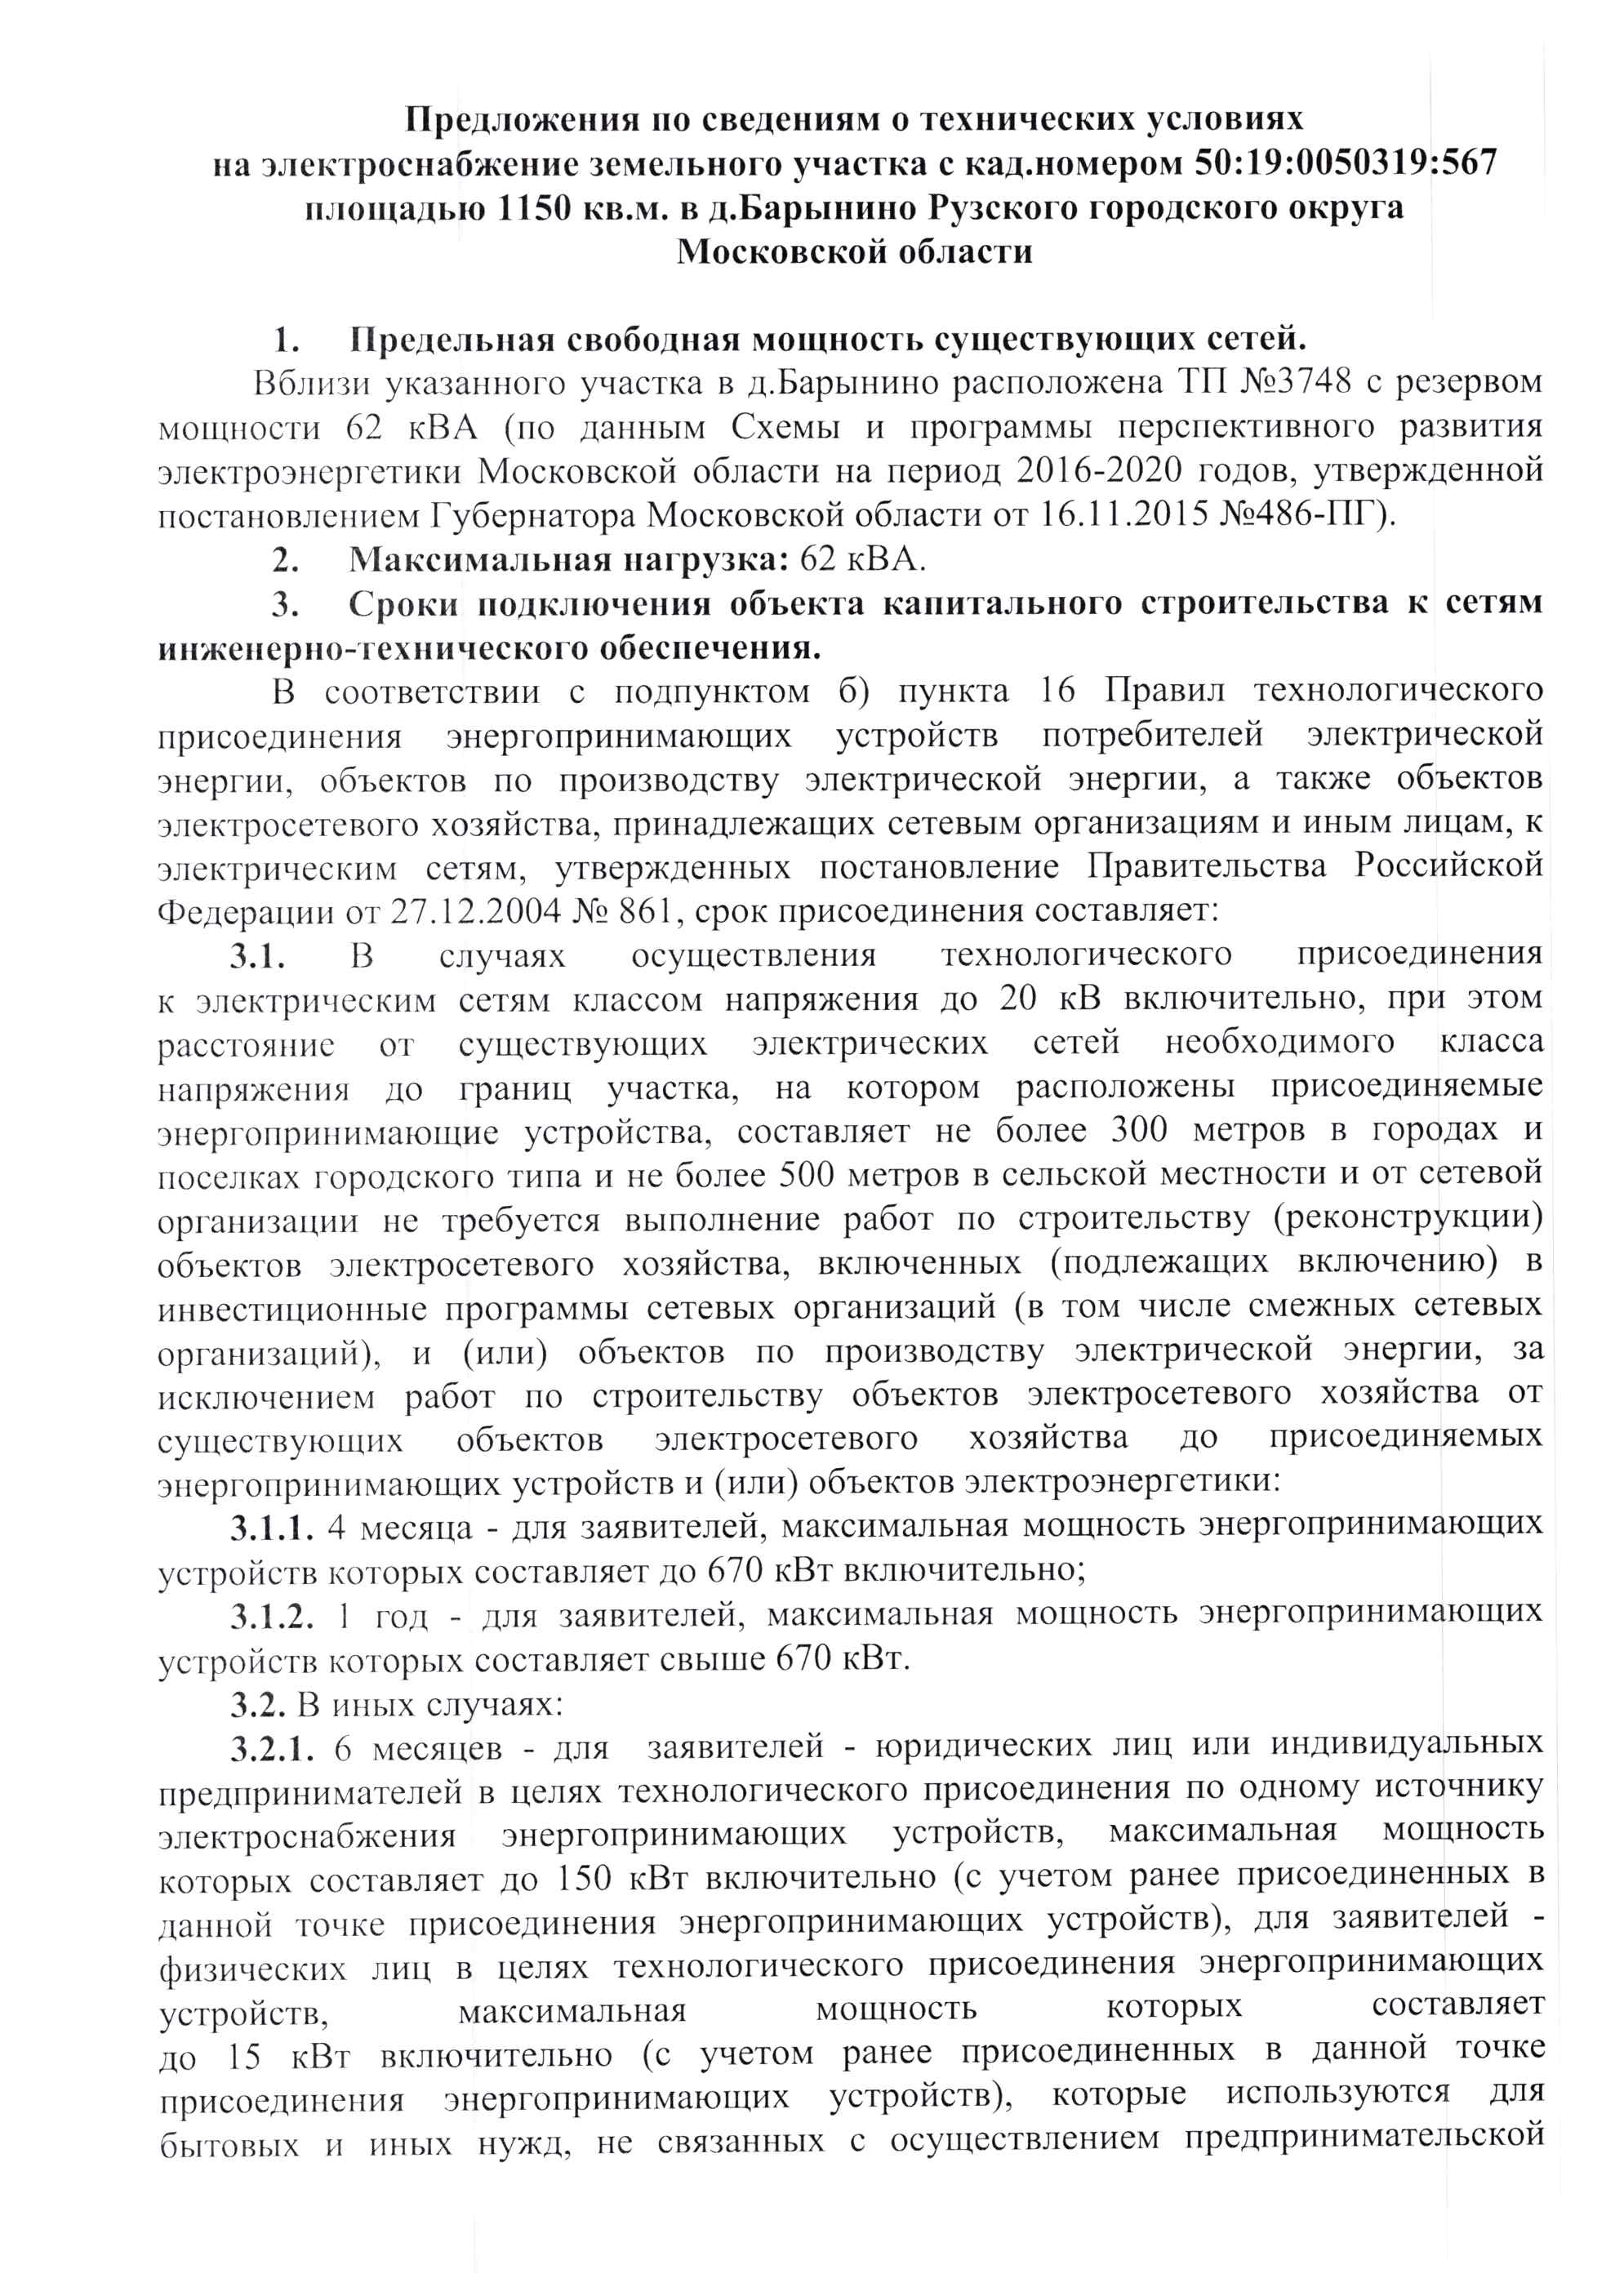 Предложения по сведениям о технических условиях
на электроснабжение земельного участка с кад.номером 50:19:0050319:567
площадью 1150 кв.м. в д.Барынино Рузского городского округа
Московской области
1. Предельная свободная мощность существующих сетей.
Вблизи указанного участка в д.Барынино расположена ТП №3748 с резервом
мощности 62 кВА (по данным Схемы и программы перспективного развития
электроэнергетики Московской области на период 2016-2020 годов, утвержденной
постановлением Губернатора Московской области от 16.11.2015 №486-ПГ).
2. Максимальная нагрузка: 62 кВА.
3. Сроки подключения объекта капитального строительства к сетям
инженерно-технического обеспечения.
В соответствии с подпунктом б) пункта 16 Правил технологического
присоединения энергопринимающих устройств потребителей электрической
энергии, объектов по производству электрической энергии, а также объектов
электросетевого хозяйства, принадлежащих сетевым организациям и иным лицам, к
электрическим сетям, утвержденных постановление Правительства Российской
Федерации от 27.12.2004 № 861, срок присоединения составляет:
3.1. В случаях осуществления технологического присоединения
к электрическим сетям классом напряжения до 20 кВ включительно, при этом
расстояние от существующих электрических сетей необходимого класса
напряжения до границ участка, на котором расположены присоединяемые
энергопринимающие устройства, составляет не более 300 метров в городах и
поселках городского типа и не более 500 метров в сельской местности и от сетевой
организации не требуется выполнение работ по строительству (реконструкции)
объектов электросетевого хозяйства, включенных (подлежащих включению) в
инвестиционные программы сетевых организаций (в том числе смежных сетевых
организаций), и (или) объектов по производству электрической энергии, за
исключением работ по строительству объектов электросетевого хозяйства от
существующих объектов электросетевого хозяйства до присоединяемых
энергопринимающих устройств и (или) объектов электроэнергетики:
3.1.1. 4 месяца - для заявителей, максимальная мощность энергопринимающих
устройств которых составляет до 670 кВт включительно;
3.1.2. 1 год - для заявителей, максимальная мощность энергопринимающих
устройств которых составляет свыше 670 кВт.
3.2. В иных случаях:
3.2.1. 6 месяцев - для заявителей - юридических лиц или индивидуальных
предпринимателей в целях технологического присоединения по одному источнику
электроснабжения энергопринимающих устройств, максимальная мощность
которых составляет до 150 кВт включительно (с учетом ранее присоединенных в
данной точке присоединения энергопринимающих устройств), для заявителей -
физических лиц в целях технологического присоединения энергопринимающих
устройств, максимальная мощность которых составляет
до 15 кВт включительно (с учетом ранее присоединенных в данной точке
присоединения энергопринимающих устройств), которые используются для
бытовых и иных нужд, не связанных с осуществлением предпринимательской